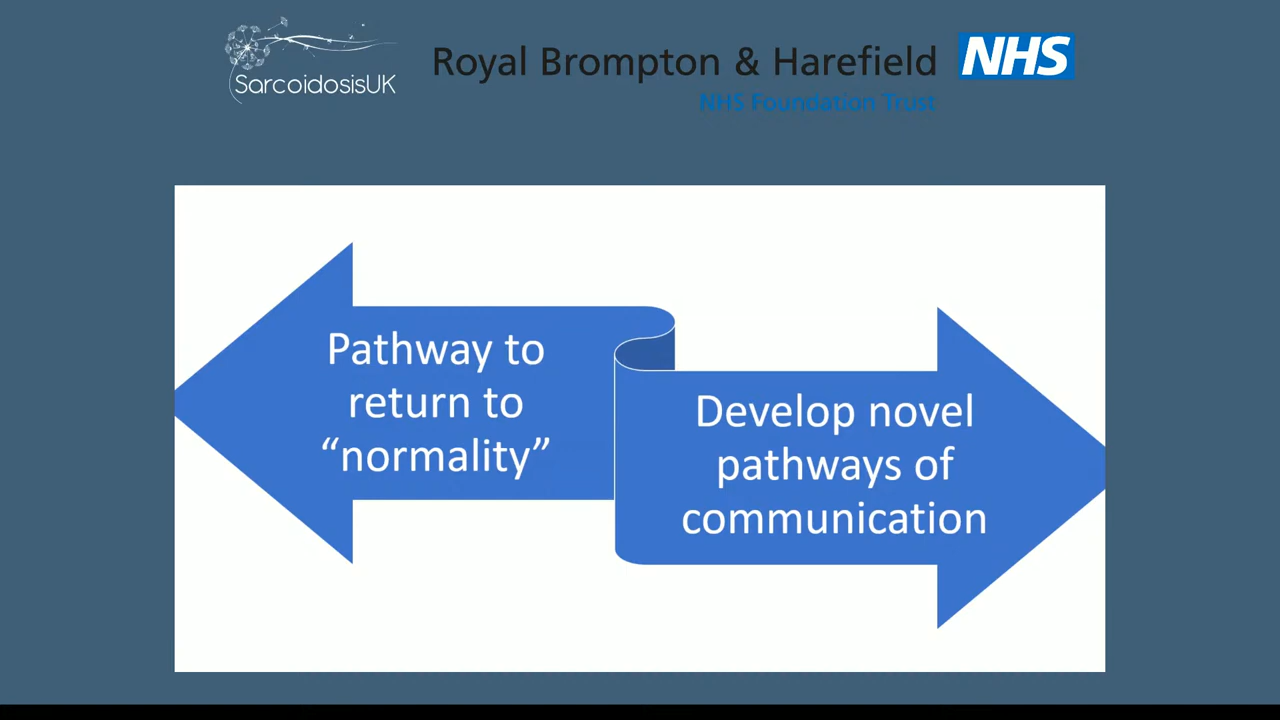 SarcoidosisUK
Royal Brompton & Harefield NHS
NHS Foundation Trust
Pathway to
return to
“normality”
Develop novel
pathways of
communication